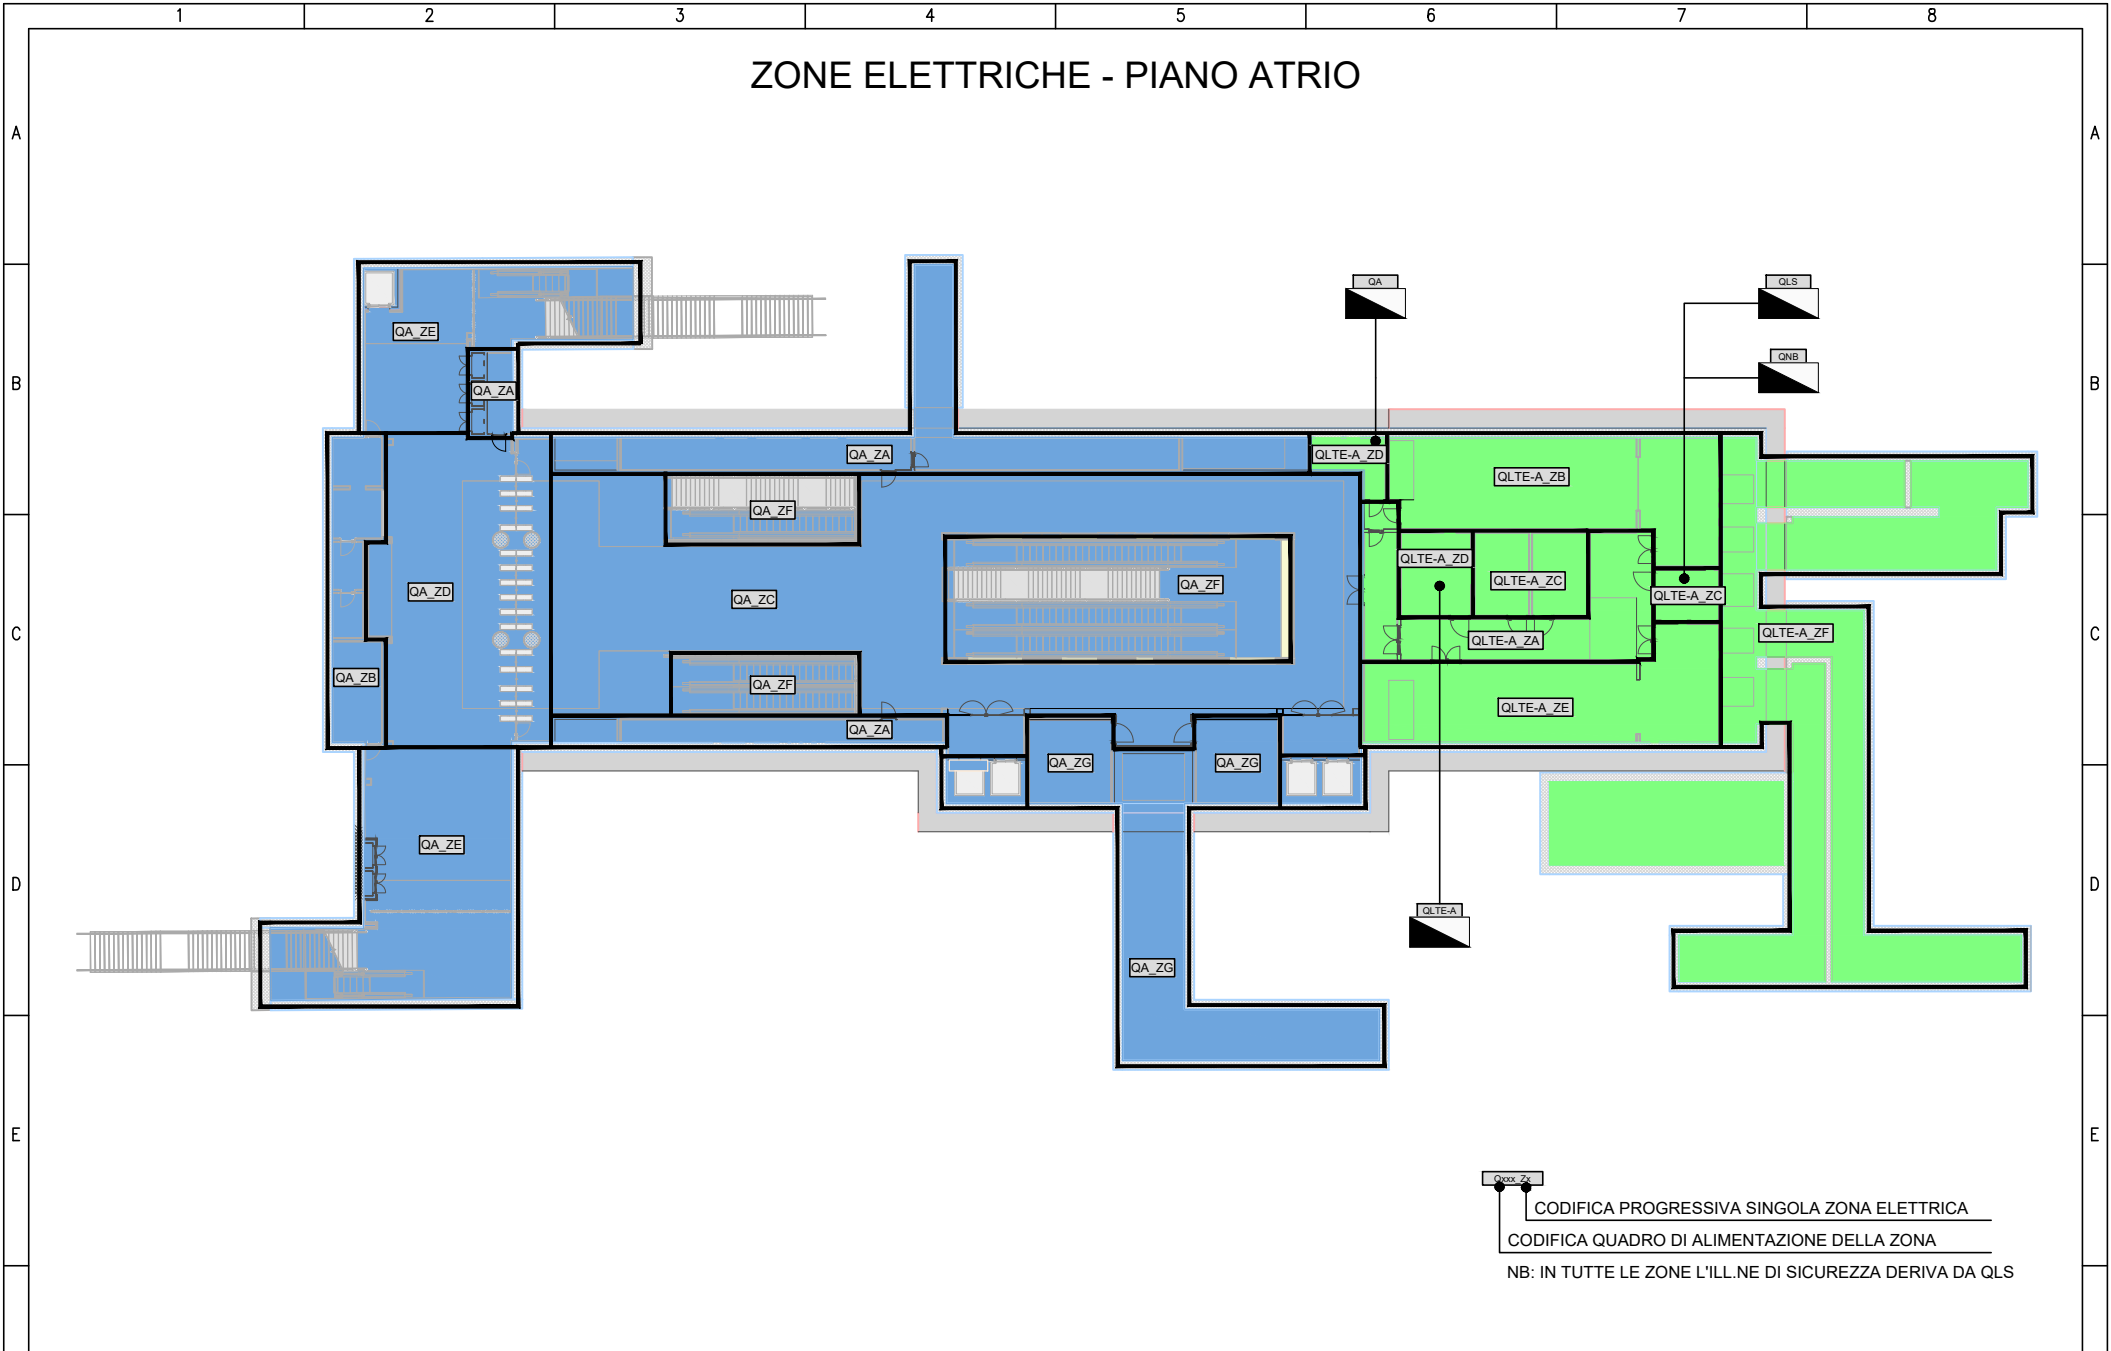 1 2 3 4 5 6 7 8
ZONE ELETTRICHE - PIANO ATRIO
A A
QA
QLS
QA_ZE
QNB
B B
QA_ZA
QA_ZA
QLTE-A_ZD
QLTE-A_ZB
QA_ZF
QLTE-A_ZD
QLTE-A_ZC
QA_ZF
QA_ZD
QA_ZC
QLTE-A_ZC
C C
QLTE-A_ZA
QLTE-A_ZF
QA_ZB
QA_ZF
QLTE-A_ZE
QA_ZA
QA_ZG
QA_ZG
QA_ZE
D D
QLTE-A
QA_ZG
E E
Qxxx_Zx
CODIFICA PROGRESSIVA SINGOLA ZONA ELETTRICA
CODIFICA QUADRO DI ALIMENTAZIONE DELLA ZONA
NB: IN TUTTE LE ZONE L'ILL.NE DI SICUREZZA DERIVA DA QLS